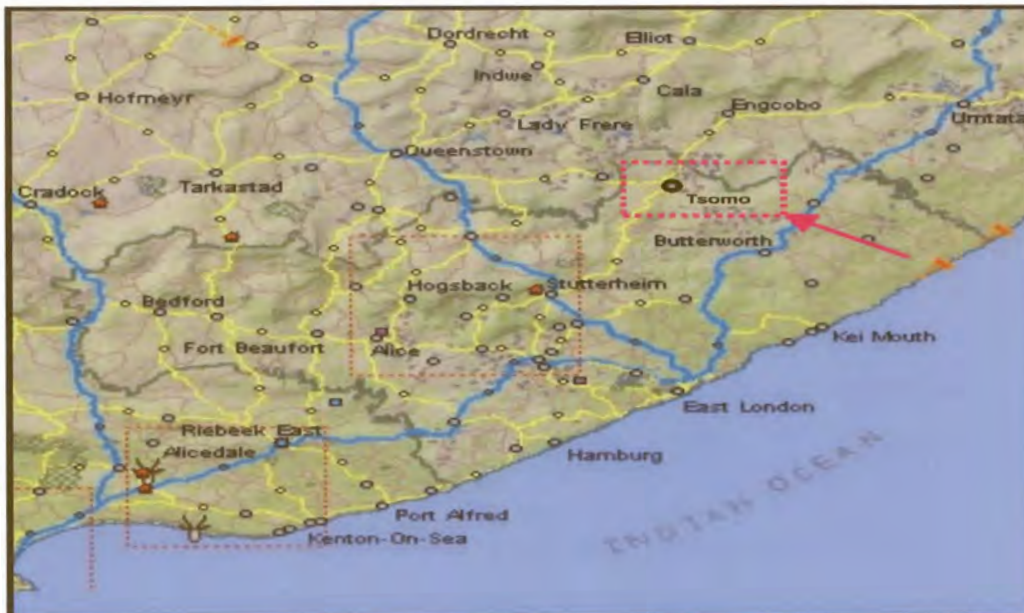 Dordrecht
Elliot
Indwe
Cala
Hofmeyr
Engcobo
Lady Frere
Umtata
Queenstown
Cradock
Tarkastad
Tsomo
Butterworth
Hogsback
Stutterheim
Bedford
Fort Beaufort
Alice
Kei Mouth
East London
Riebeek East
Alicedale
Hamburg
INDIAN OCEAN
Port Alfred
Kenton-On-Sea